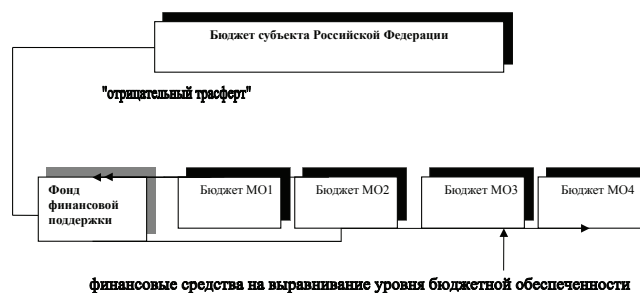 Бюджет субъекта Российской Федерации
"отрицательный трасферт"
Фонд
финансовой
поддержки
Бюджет МО1
Бюджет МО2
Бюджет МО3
Бюджет МО4
финансовые средства на выравнивание уровня бюджетной обеспеченности